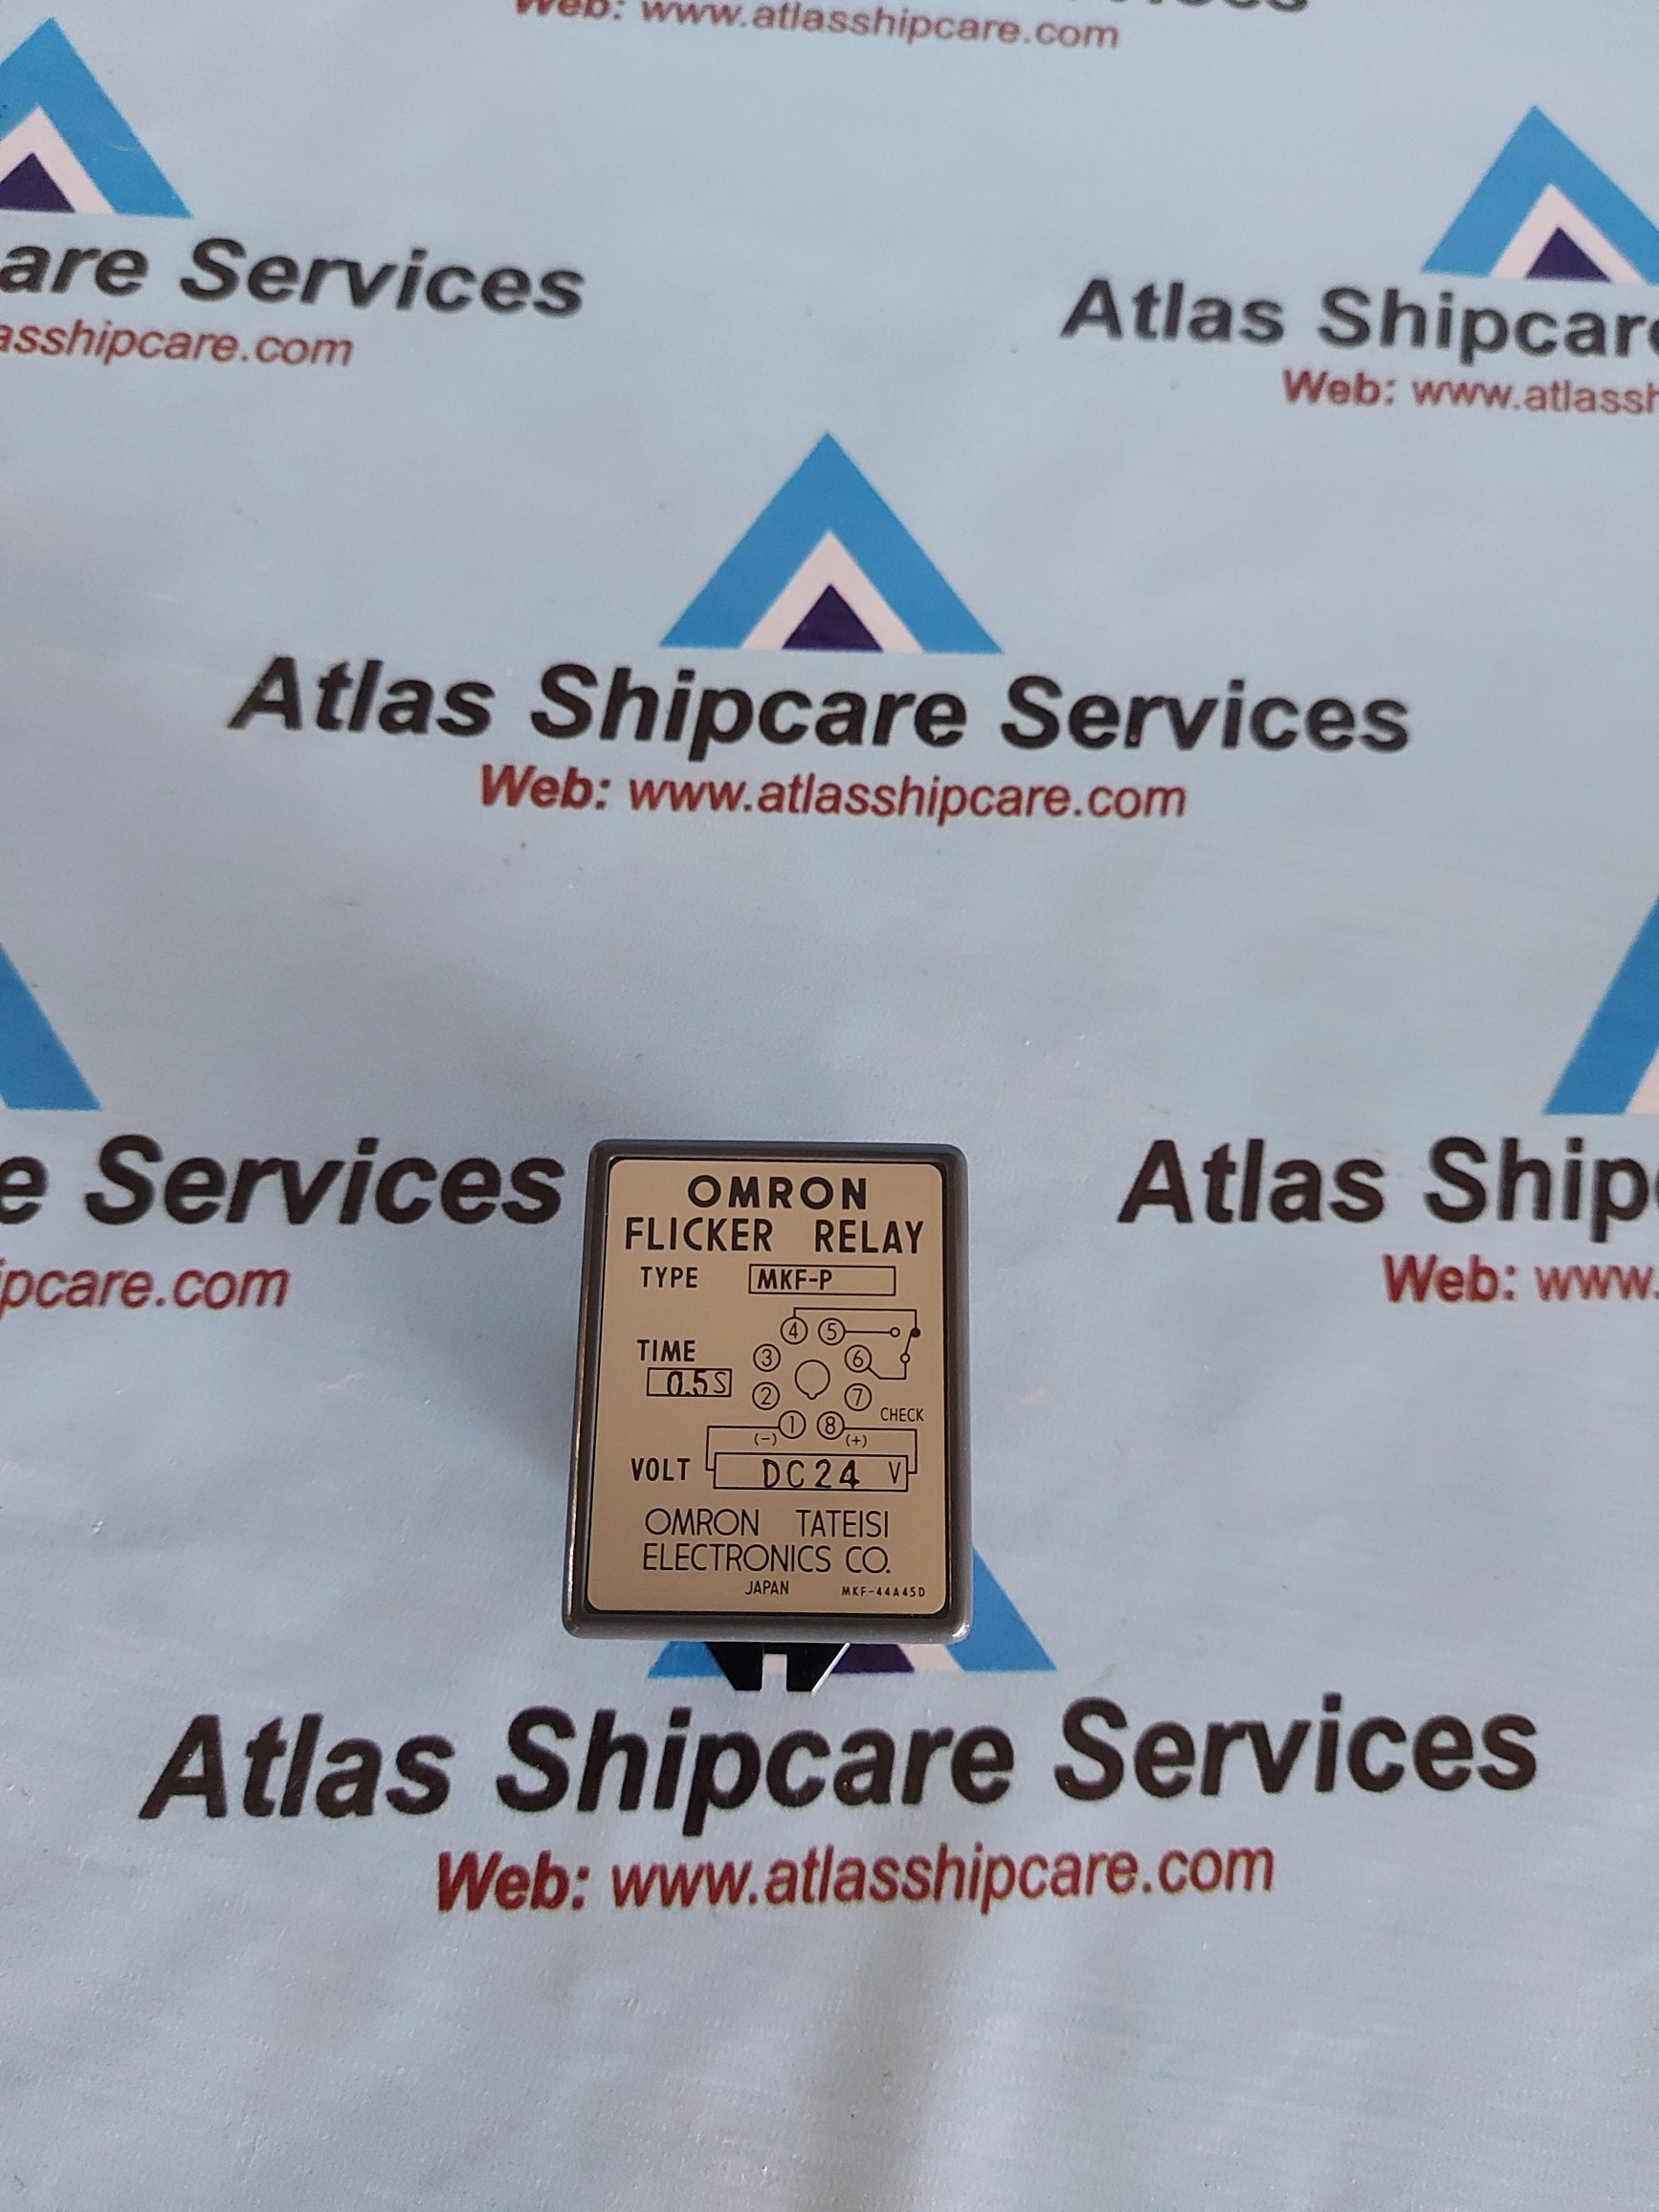 Web: www.atlasshipcare.com
are Services
asshipcare.com
Atlas Shipcare
Web: www.atlassh
Atlas Shipcare Services
Web: www.atlasshipcare.com
e Services
pcare.com
Atlas Ship
Web: www.
OMRON
FLICKER RELAY
TYPE MKF-P
4 5
TIME 3 6
0.5S 2 7
CHECK
1 8
(-) (+)
VOLT DC24 V
OMRON TATEISI
ELECTRONICS CO.
JAPAN MKF-44A45D
Atlas Shipcare Services
Web: www.atlasshipcare.com